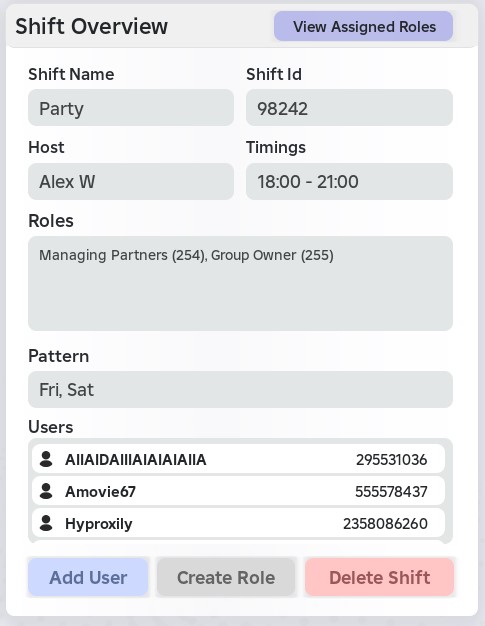 Shift Overview
View Assigned Roles
Shift Name
Shift Id
Party
98242
Host
Timings
Alex W
18:00 - 21:00
Roles
Managing Partners (254), Group Owner (255)
Pattern
Fri, Sat
Users
295531036
Amovie67
555578437
Hyproxily
2358086260
Add User
Create Role
Delete Shift